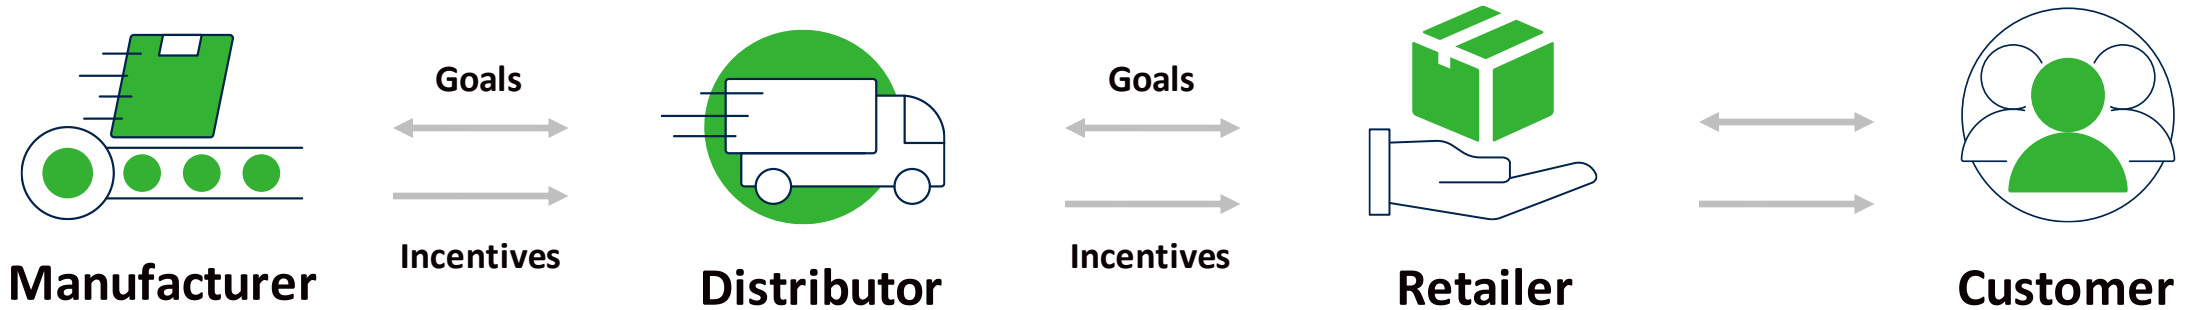 Goals
Goals
Incentives
Incentives
Manufacturer
Distributor
Retailer
Customer